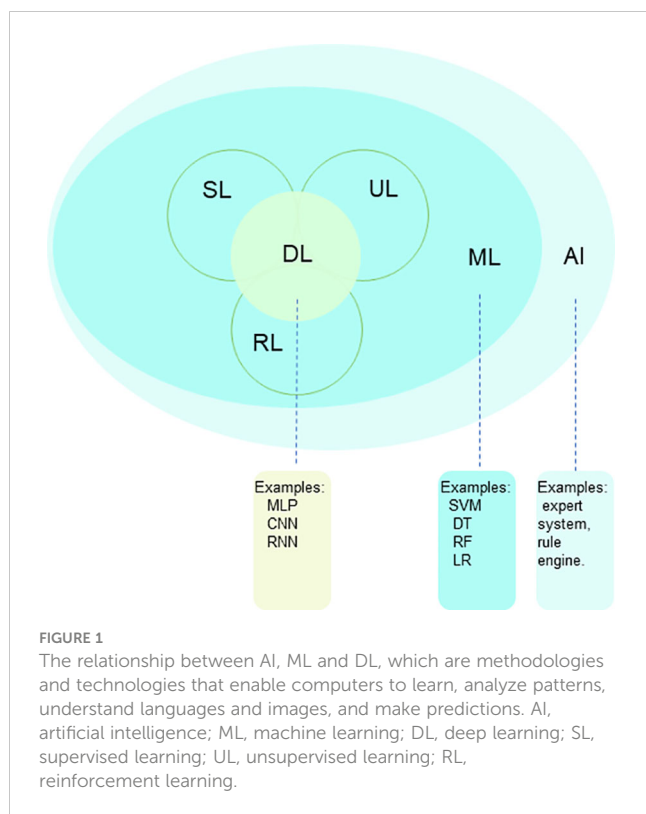 SL
UL
DL
ML
AI
RL
Examples:
MLP
CNN
RNN
Examples:
SVM
DT
RF
LR
Examples:
expert
system,
rule
engine.
FIGURE 1
The relationship between AI, ML and DL, which are methodologies
and technologies that enable computers to learn, analyze patterns,
understand languages and images, and make predictions. AI,
artificial intelligence; ML, machine learning; DL, deep learning; SL,
supervised learning; UL, unsupervised learning; RL,
reinforcement learning.